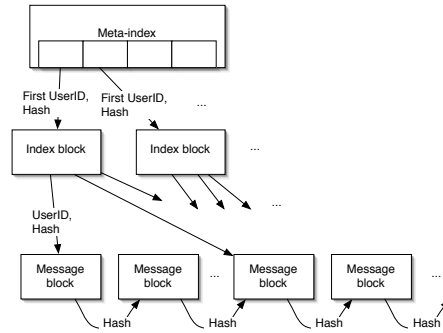 Meta-index
First UserID,
Hash
First UserID,
Hash
...
Index block
Index block
...
...
UserID,
Hash
Message
block
Message
block
...
Message
block
Message
block
...
Hash
Hash
Hash
Hash